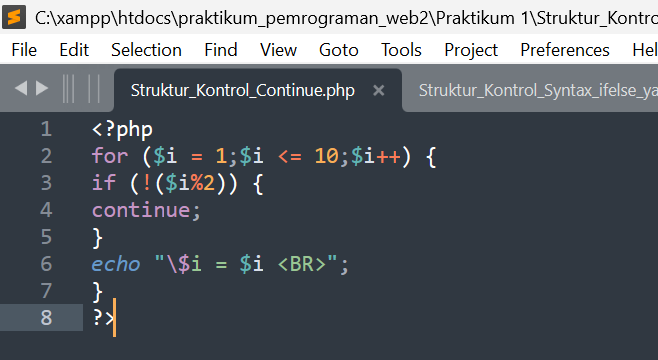 C:\xampp\htdocs\praktikum_pemrograman_web2\Praktikum 1\Struktur_Kontro
File Edit Selection Find View Goto Tools Project Preferences Hel
Struktur_Kontrol_Continue.php × Struktur_Kontrol_Syntax_ifelse_ya
1 <?php
2 for ($i = 1;$i <= 10;$i++) {
3 if (!($i%2)) {
4 continue;
5 }
6 echo "\$i = $i <BR>";
7 }
8 ?>